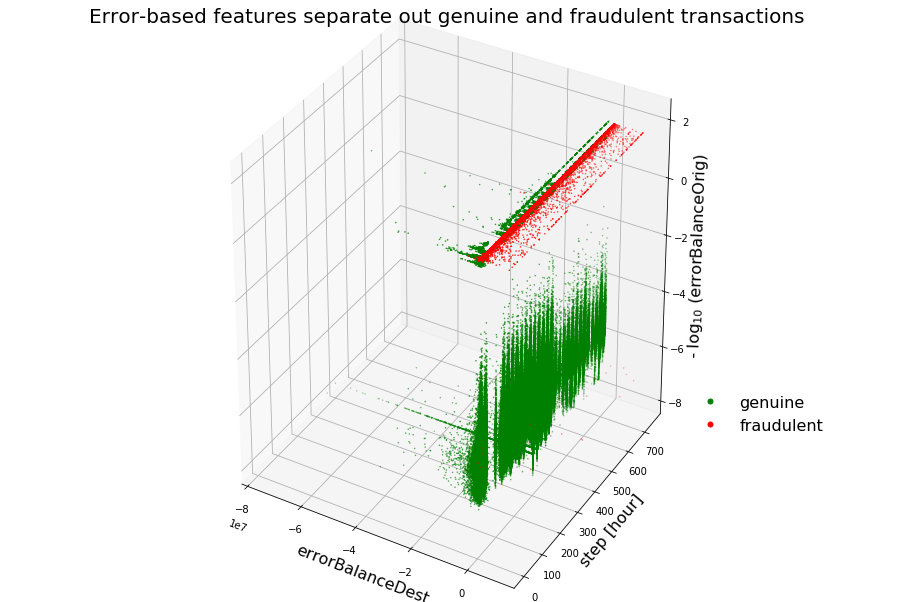 Error-based features separate out genuine and fraudulent transactions
2
0
−2
−4
−6
−8
- log₁₀ (errorBalanceOrig)
genuine
fraudulent
700
600
500
400
300
200
100
0
step [hour]
−8
−6
−4
−2
0
1e7
errorBalanceDest